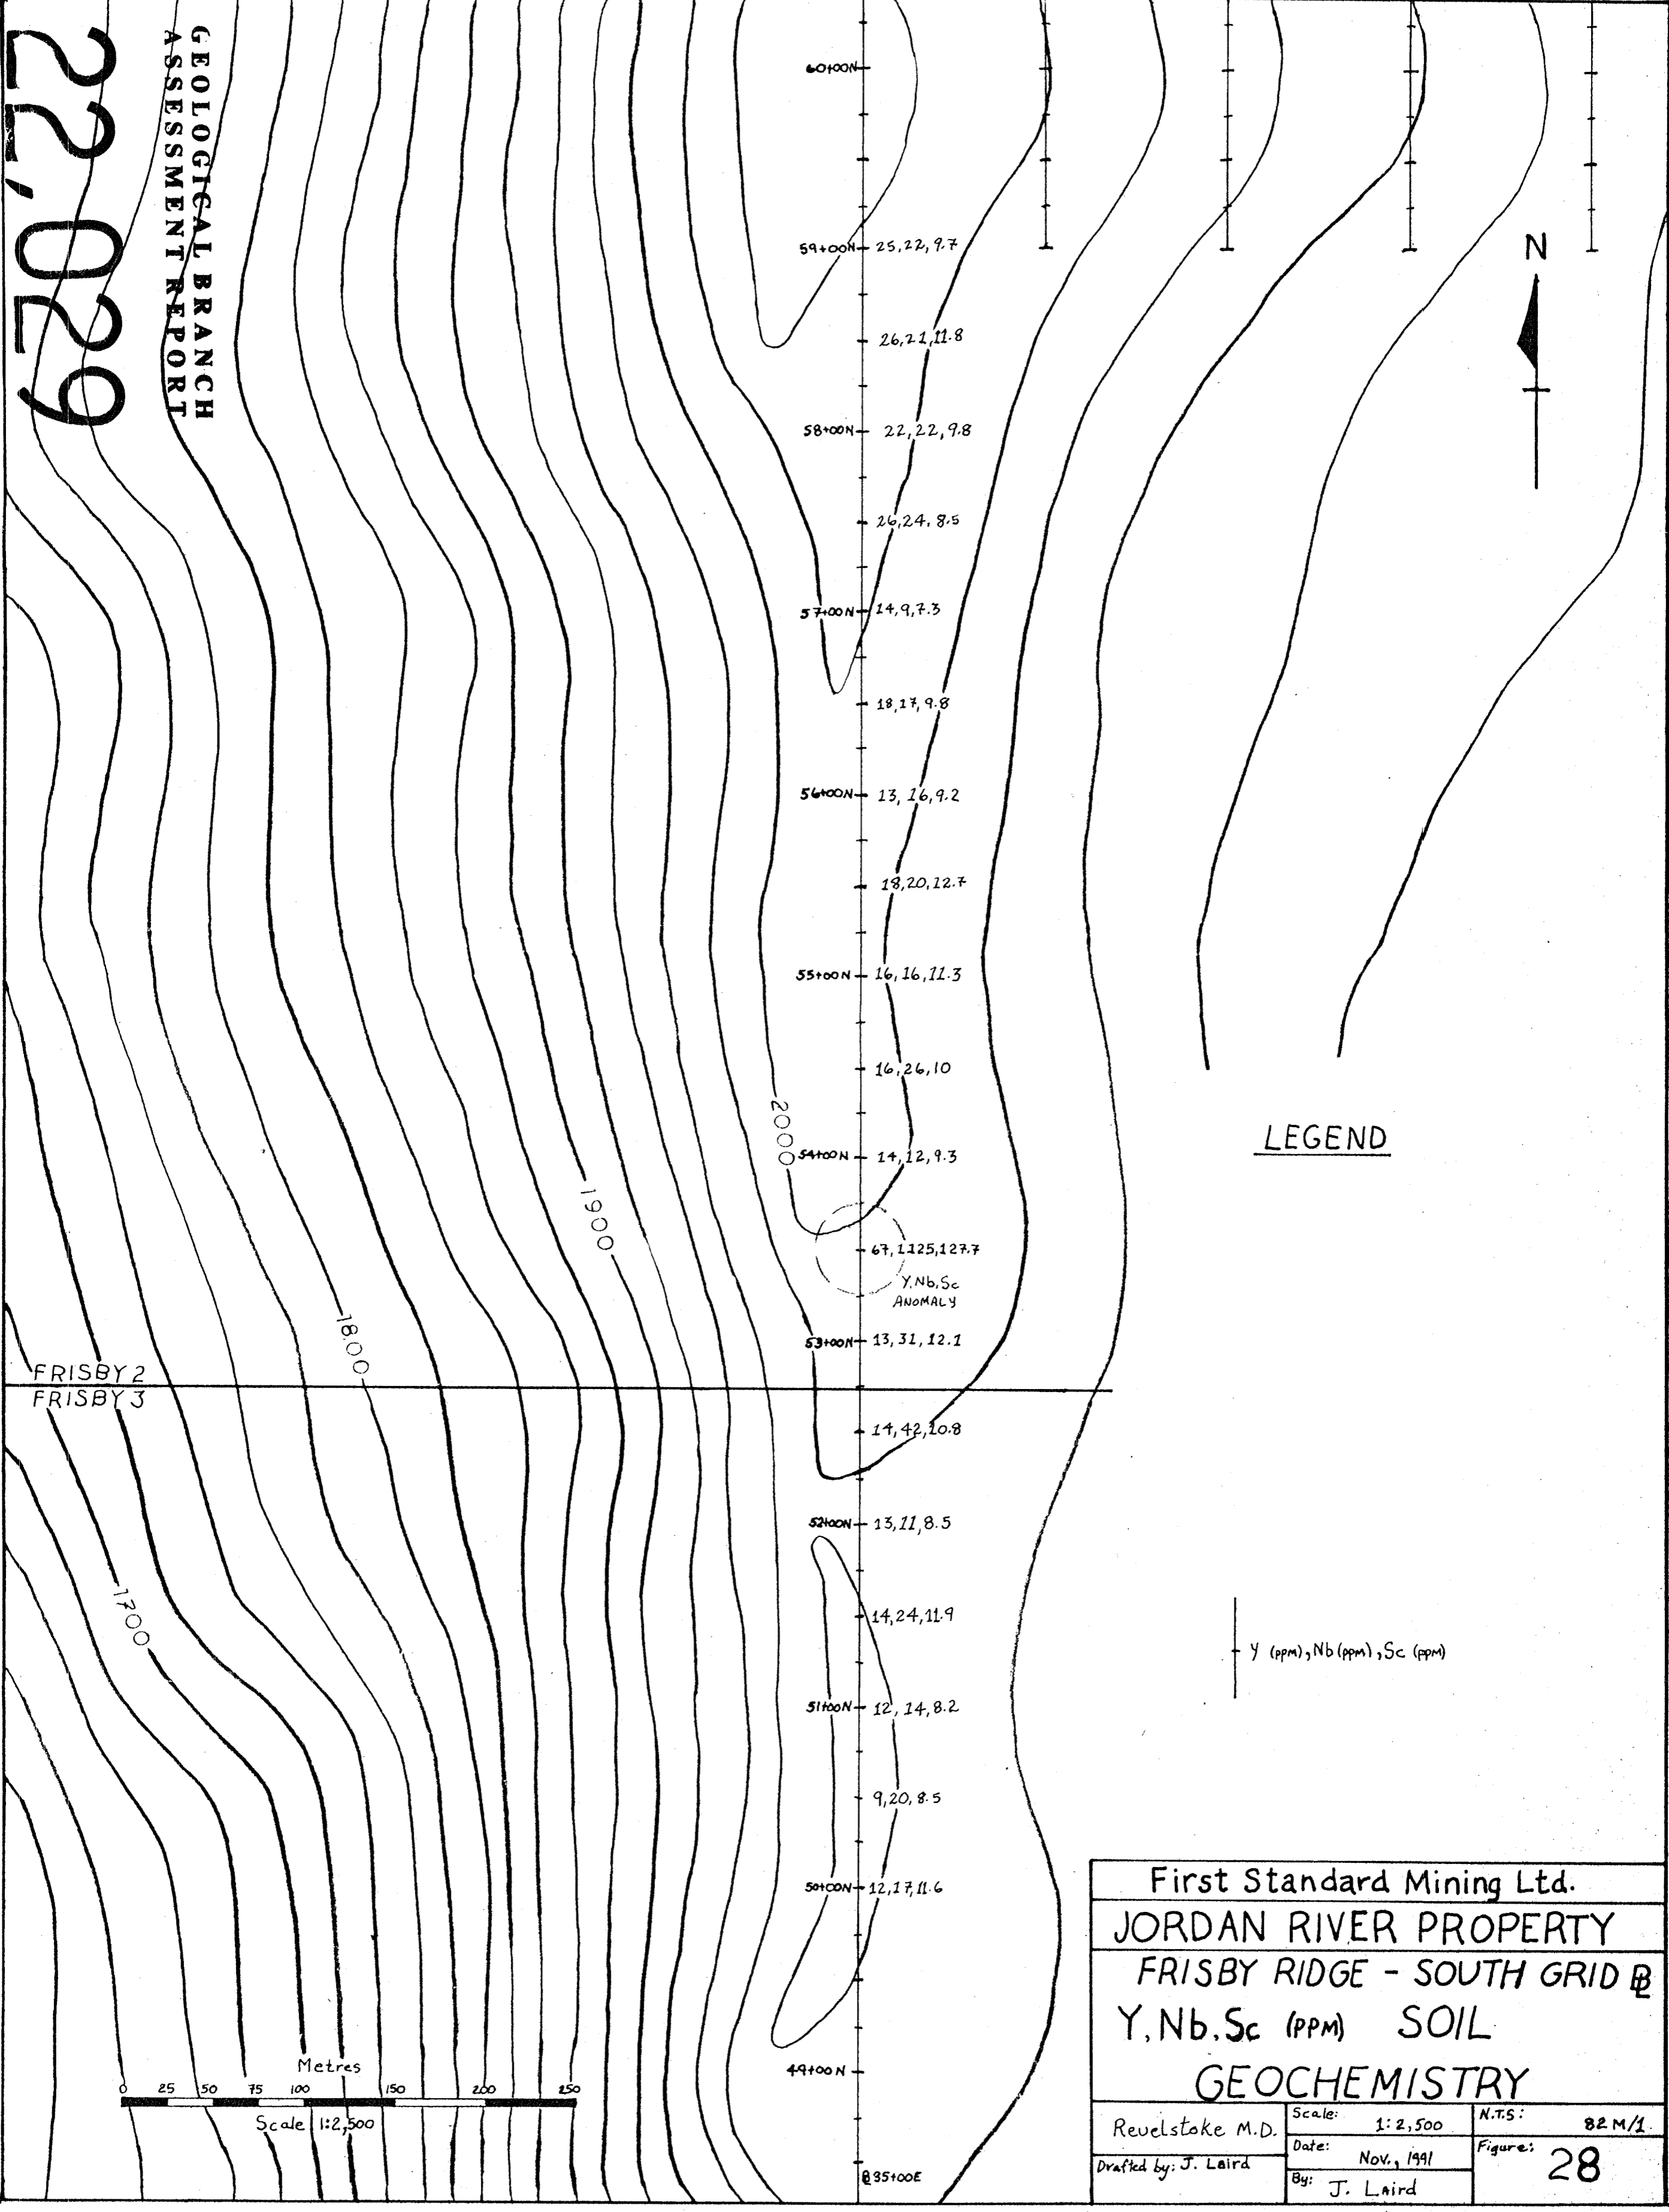 GEOLOGICAL BRANCH
ASSESSMENT REPORT
22,029
60+00N
59+00N 25,22,9.7
N
26,21,11.8
58+00N 22,22,9.8
26,24,8.5
57+00N 14,9,7.3
18,17,9.8
56+00N 13,16,9.2
18,20,12.7
55+00N 16,16,11.3
16,26,10
2000
54+00N 14,12,9.3
LEGEND
1900
67,1125,127.7
Y,Nb,Sc
ANOMALY
1800
53+00N 13,31,12.1
FRISBY 2
FRISBY 3
14,42,10.8
52+00N 13,11,8.5
1700
14,24,11.9
Y (PPM), Nb (PPM), Sc (PPM)
51+00N 12,14,8.2
9,20,8.5
50+00N 12,17,11.6
49+00N
35+00E
Metres
0 25 50 75 100 150 200 250
Scale 1:2,500
First Standard Mining Ltd.
JORDAN RIVER PROPERTY
FRISBY RIDGE - SOUTH GRID BL
Y, Nb, Sc (PPM) SOIL
GEOCHEMISTRY
Revelstoke M.D.
Scale: 1:2,500
N.T.S: 82 M/1
Drafted by: J. Laird
Date: Nov., 1991
Figure: 28
By: J. Laird